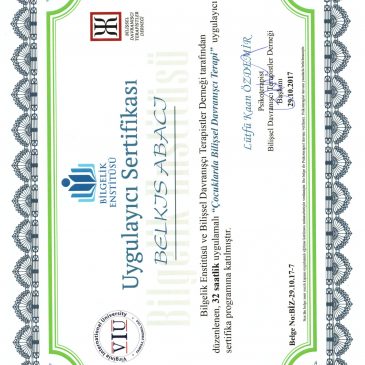 BİLİŞSEL
DAVRANIŞÇI
TERAPİSTLER
DERNEĞİ
BİLGELİK
ENSTİTÜSÜ
Virginia International University
VIU
Uygulayıcı Sertifikası
BELKIS ABACI
Bilgelik Enstitüsü
Bilgelik Enstitüsü ve Bilişsel Davranışçı Terapistler Derneği tarafından
düzenlenen, 32 saatlik uygulamalı "Çocuklarda Bilişsel Davranışçı Terapi" uygulayıcı
sertifika programına katılmıştır.
Lütfü Kaan ÖZDEMİR
Psikoterapist
Bilişsel Davranışçı Terapistler Derneği
Başkanı
29.10.2017
Belge No:BİZ-29.10.17-7